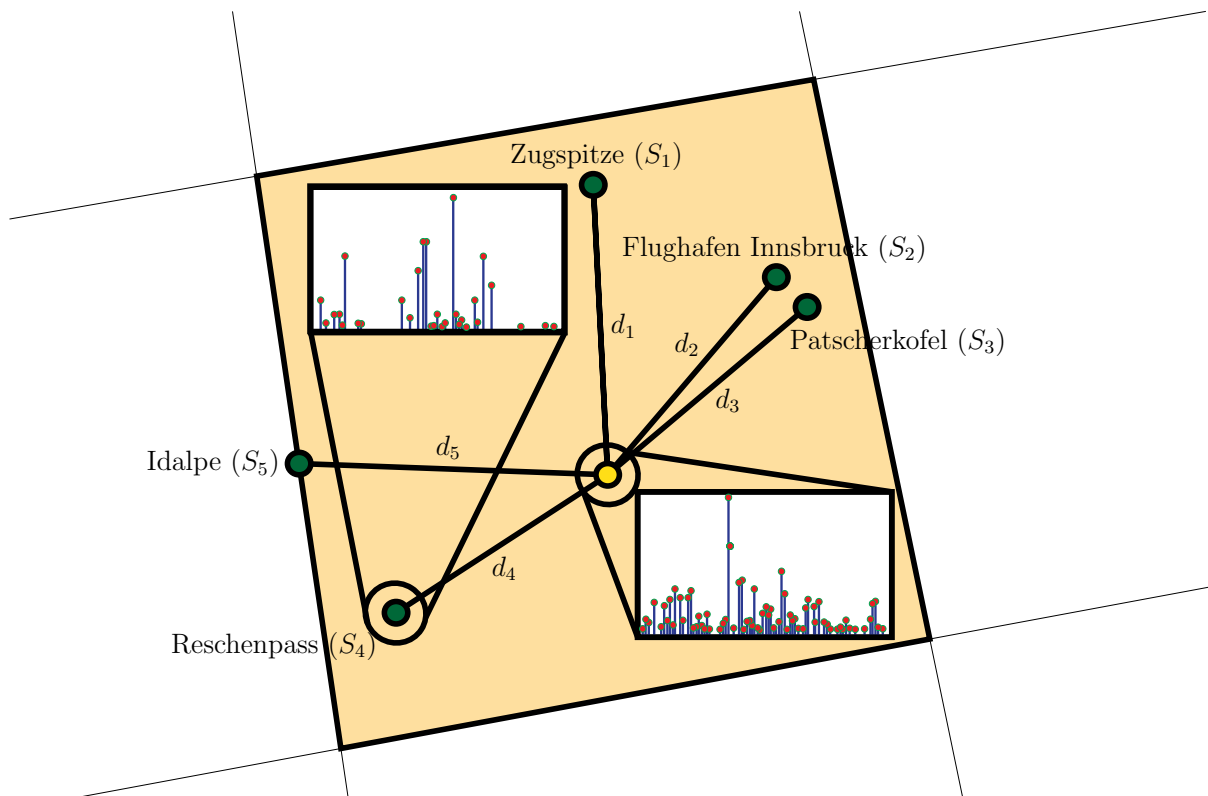 Zugspitze (S₁)
Flughafen Innsbruck (S₂)
d₁
d₂
Patscherkofel (S₃)
d₃
d₅
Idalpe (S₅)
d₄
Reschenpass (S₄)